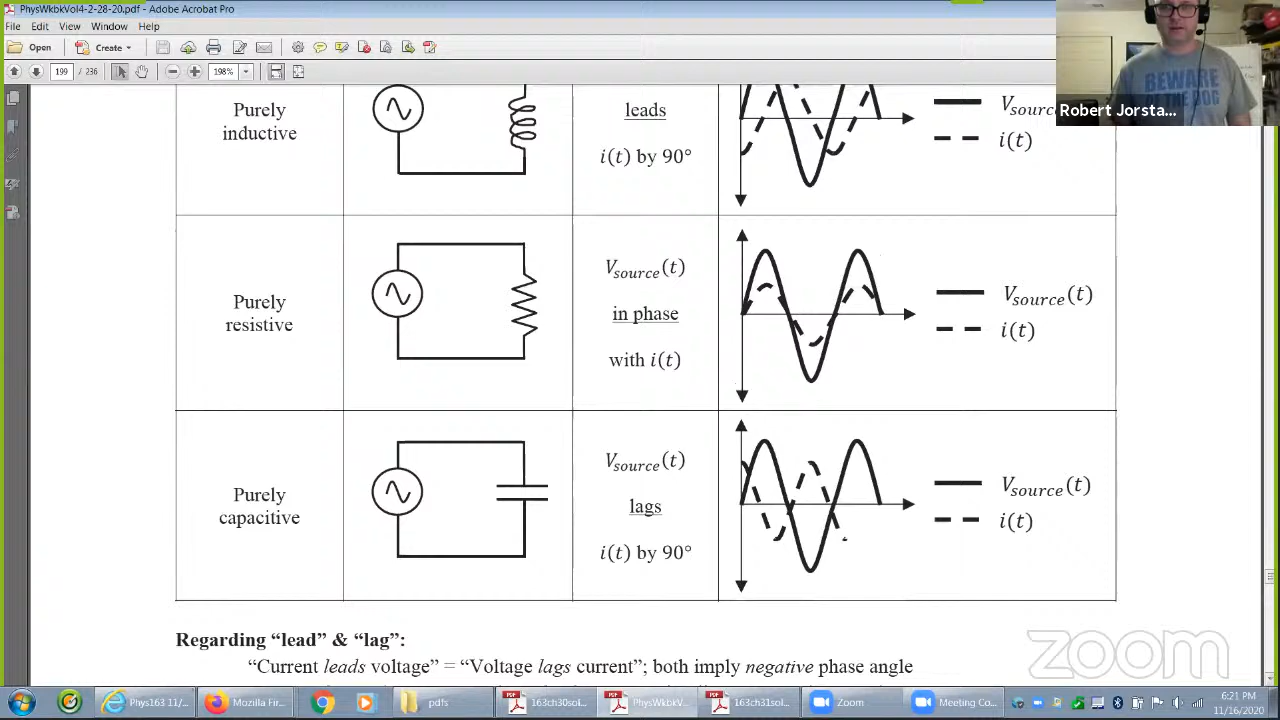 PhysWkbkVol4-2-28-20.pdf - Adobe Acrobat Pro
File Edit View Window Help
Open Create
199 / 236 198%
Purely
inductive
leads
i(t) by 90°
i(t)
BEWARE
DOG
Robert Jorsta...
Purely
resistive
V_source(t)
in phase
with i(t)
V_source(t)
i(t)
Purely
capacitive
V_source(t)
lags
i(t) by 90°
V_source(t)
i(t)
Regarding “lead” & “lag”:
“Current leads voltage” = “Voltage lags current”; both imply negative phase angle
zoom
Phys163 11/...
Mozilla Fir...
pdfs
163ch30sol...
PhysWkbkV...
163ch31sol...
Zoom
Meeting Co...
6:21 PM
11/16/2020